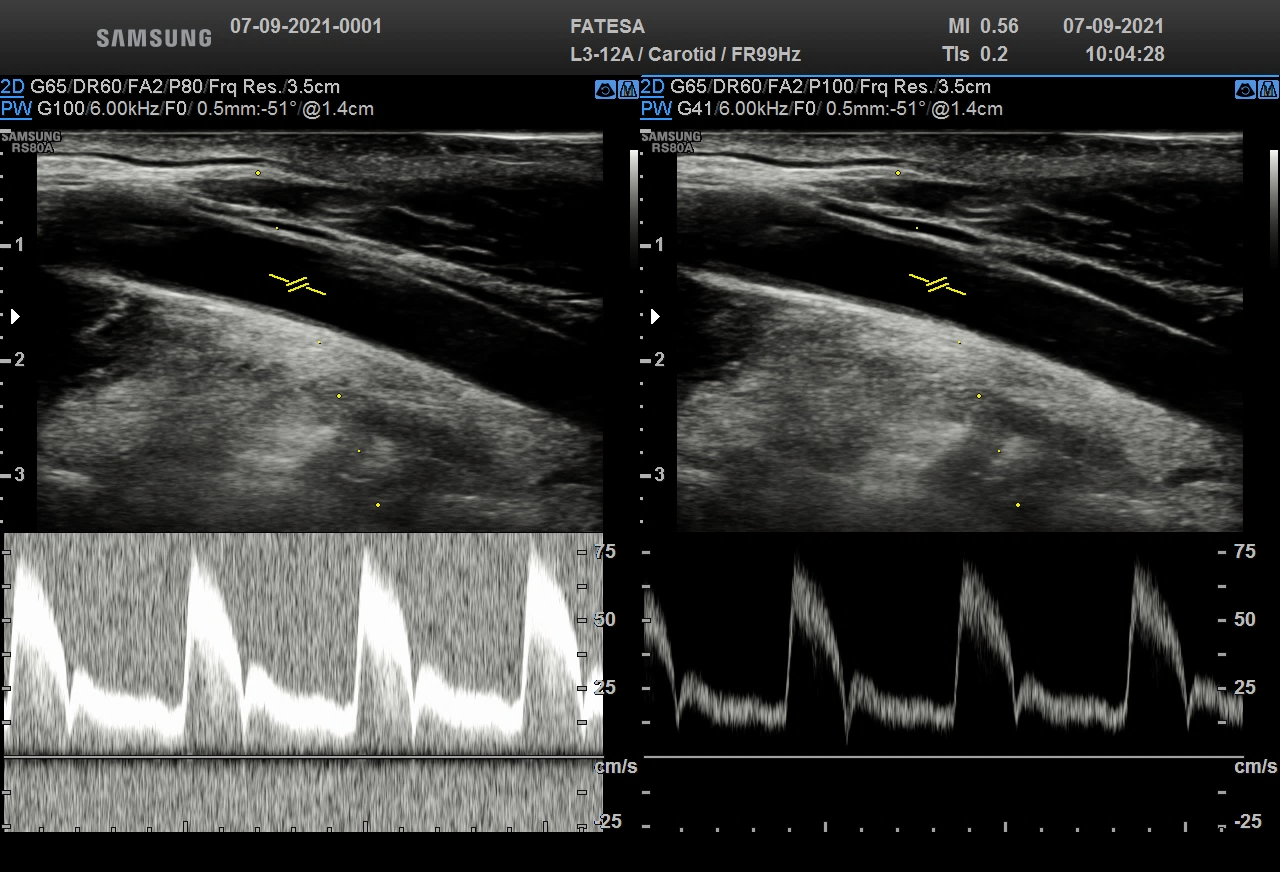 SAMSUNG 07-09-2021-0001 FATESA MI 0.56 07-09-2021
L3-12A / Carotid / FR99Hz TIs 0.2 10:04:28
2D G65/DR60/FA2/P80/Frq Res./3.5cm
PW G100/6.00kHz/F0/ 0.5mm:-51°/@1.4cm
SAMSUNG
RS80A
1
2
3
75
50
25
cm/s
-25
2D G65/DR60/FA2/P100/Frq Res./3.5cm
PW G41/6.00kHz/F0/ 0.5mm:-51°/@1.4cm
SAMSUNG
RS80A
1
2
3
75
50
25
cm/s
-25